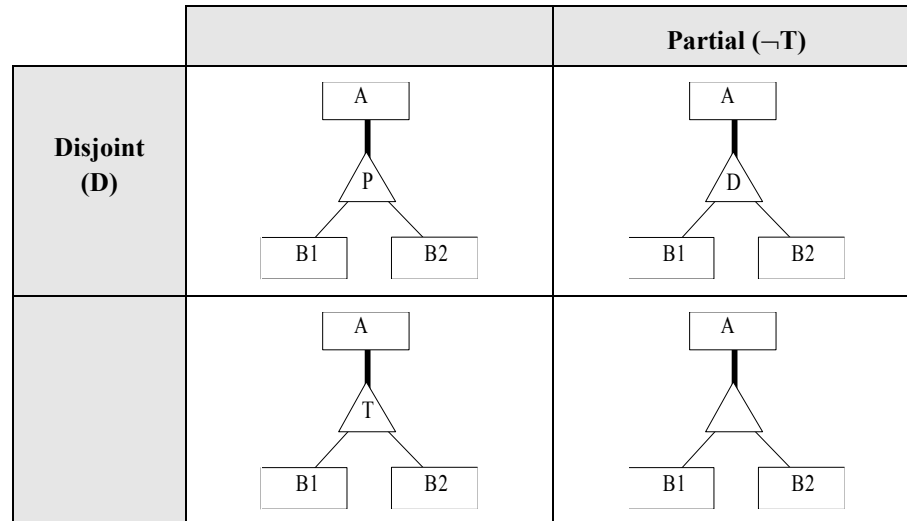 Partial (¬T)
Disjoint
(D)
A
P
B1 B2
A
D
B1 B2
A
T
B1 B2
A
B1 B2